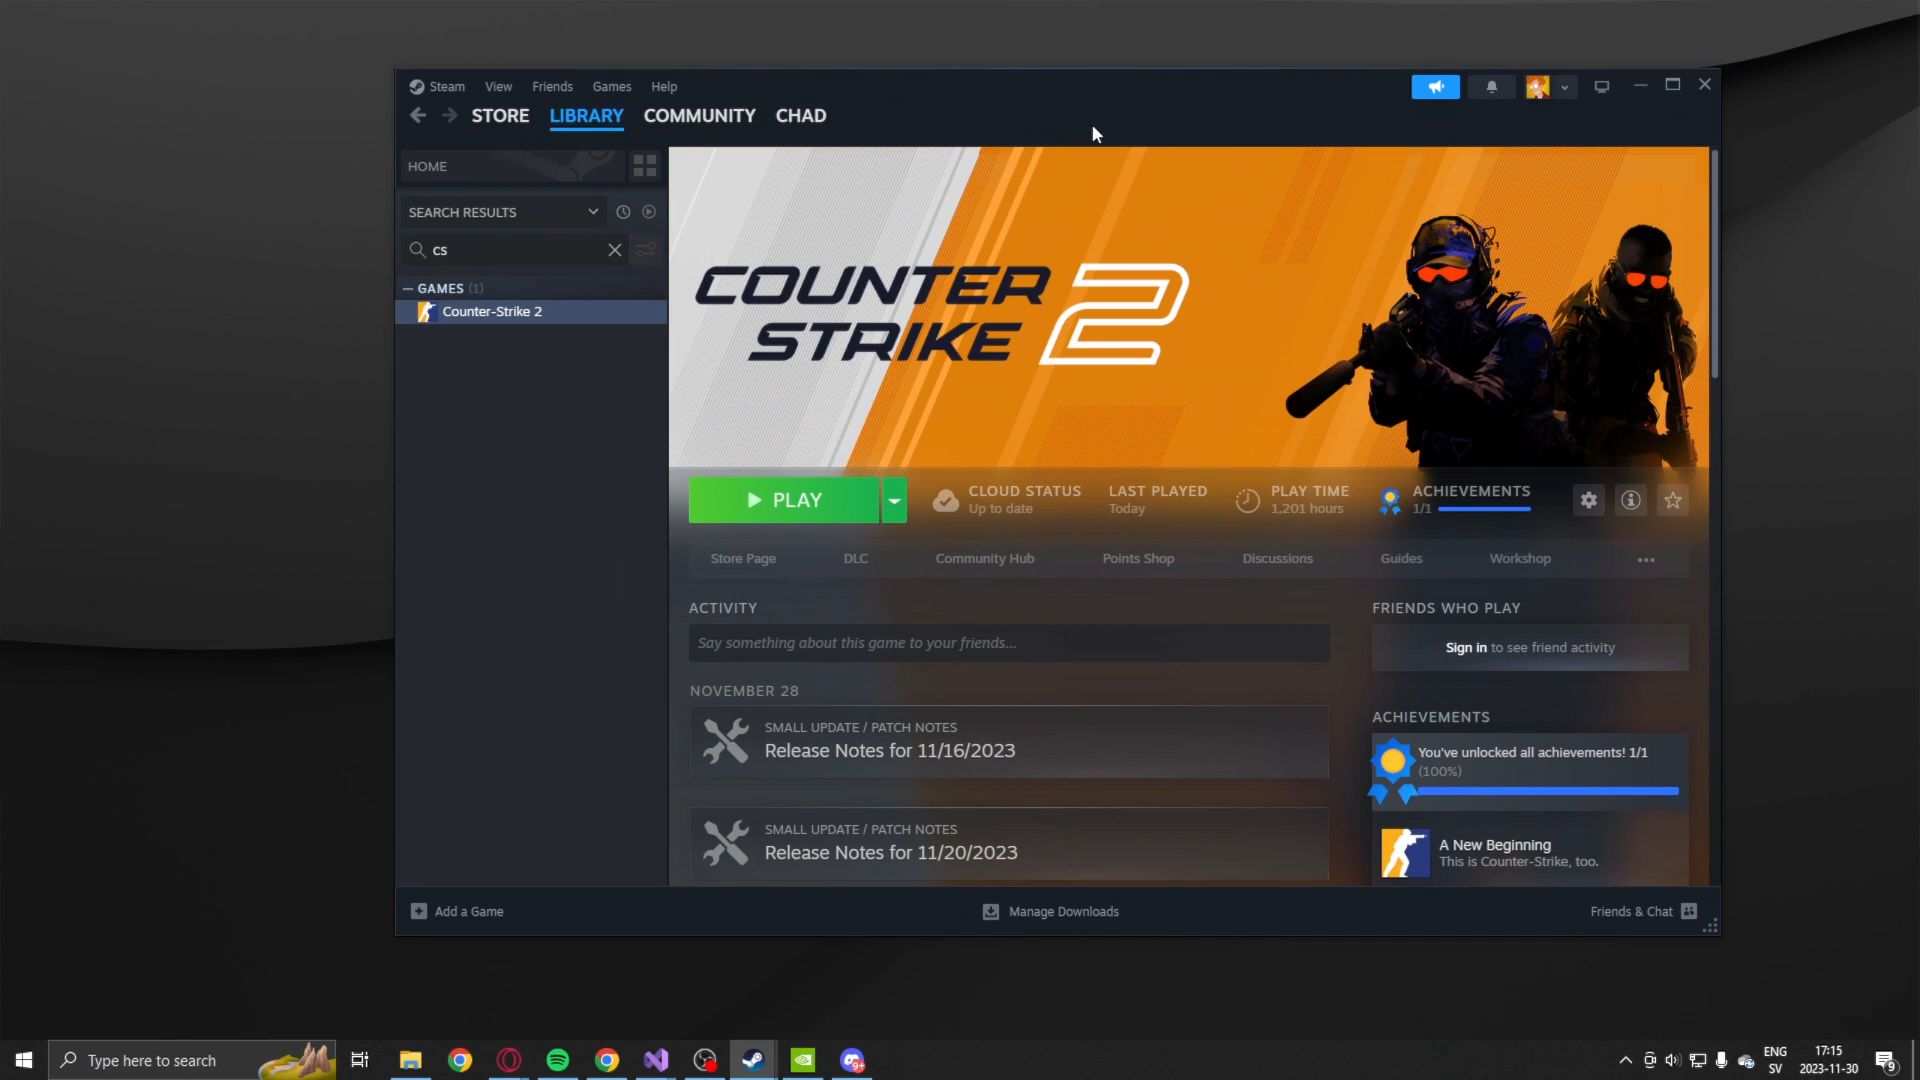 Steam View Friends Games Help
STORE LIBRARY COMMUNITY CHAD
HOME
SEARCH RESULTS
cs
GAMES (1)
Counter-Strike 2
COUNTER
STRIKE 2
PLAY
CLOUD STATUS
Up to date
LAST PLAYED
Today
PLAY TIME
1,201 hours
ACHIEVEMENTS
1/1
Store Page DLC Community Hub Points Shop Discussions Guides Workshop •••
ACTIVITY
Say something about this game to your friends...
NOVEMBER 28
SMALL UPDATE / PATCH NOTES
Release Notes for 11/16/2023
SMALL UPDATE / PATCH NOTES
Release Notes for 11/20/2023
FRIENDS WHO PLAY
Sign in to see friend activity
ACHIEVEMENTS
You've unlocked all achievements! 1/1
(100%)
A New Beginning
This is Counter-Strike, too.
Add a Game
Manage Downloads
Friends & Chat
Type here to search
9+
ENG
SV
17:15
2023-11-30
9